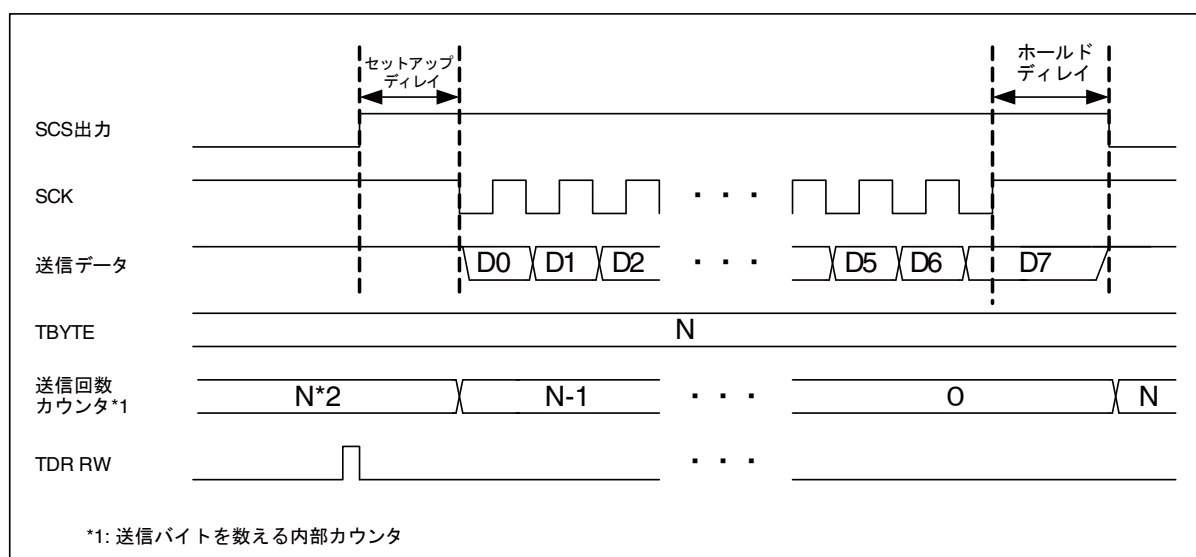 セットアップ
ディレイ
ホールド
ディレイ
SCS出力
SCK
・・・
送信データ
D0 D1 D2 ・・・ D5 D6 D7
TBYTE
N
送信回数
カウンタ*1
N*2 N-1 ・・・ 0 N
TDR RW
・・・
*1: 送信バイトを数える内部カウンタ